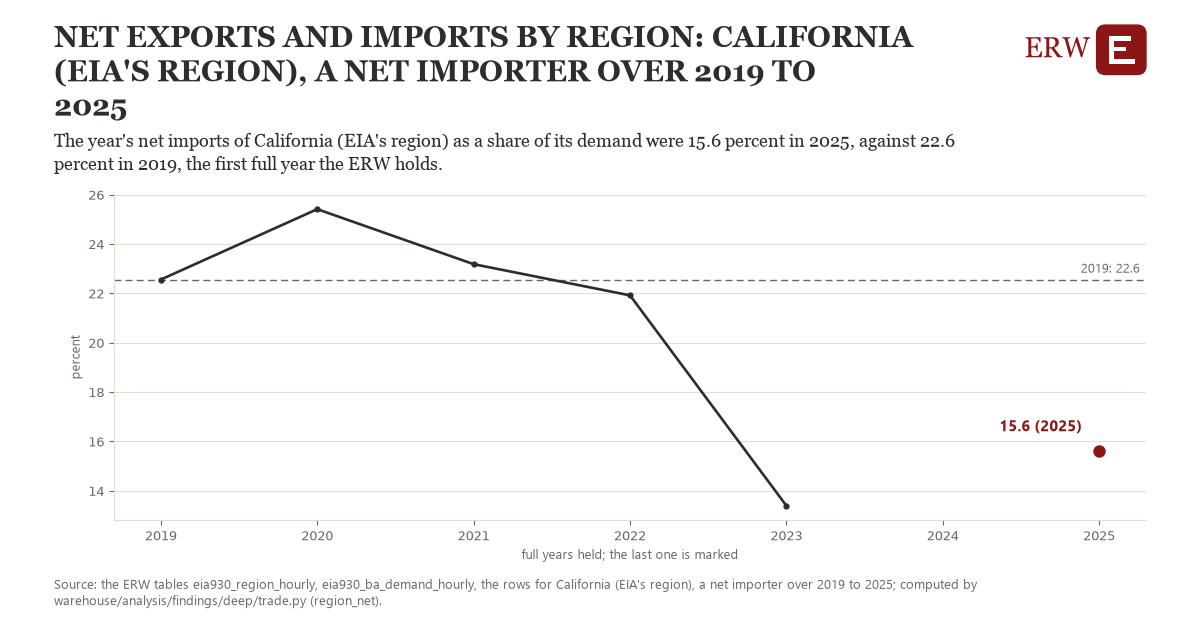 NET EXPORTS AND IMPORTS BY REGION: CALIFORNIA
(EIA'S REGION), A NET IMPORTER OVER 2019 TO
2025
ERW E
The year's net imports of California (EIA's region) as a share of its demand were 15.6 percent in 2025, against 22.6
percent in 2019, the first full year the ERW holds.
26
24
22
20
18
16
14
percent
2019: 22.6
15.6 (2025)
2019 2020 2021 2022 2023 2024 2025
full years held; the last one is marked
Source: the ERW tables eia930_region_hourly, eia930_ba_demand_hourly, the rows for California (EIA's region), a net importer over 2019 to 2025; computed by
warehouse/analysis/findings/deep/trade.py (region_net).